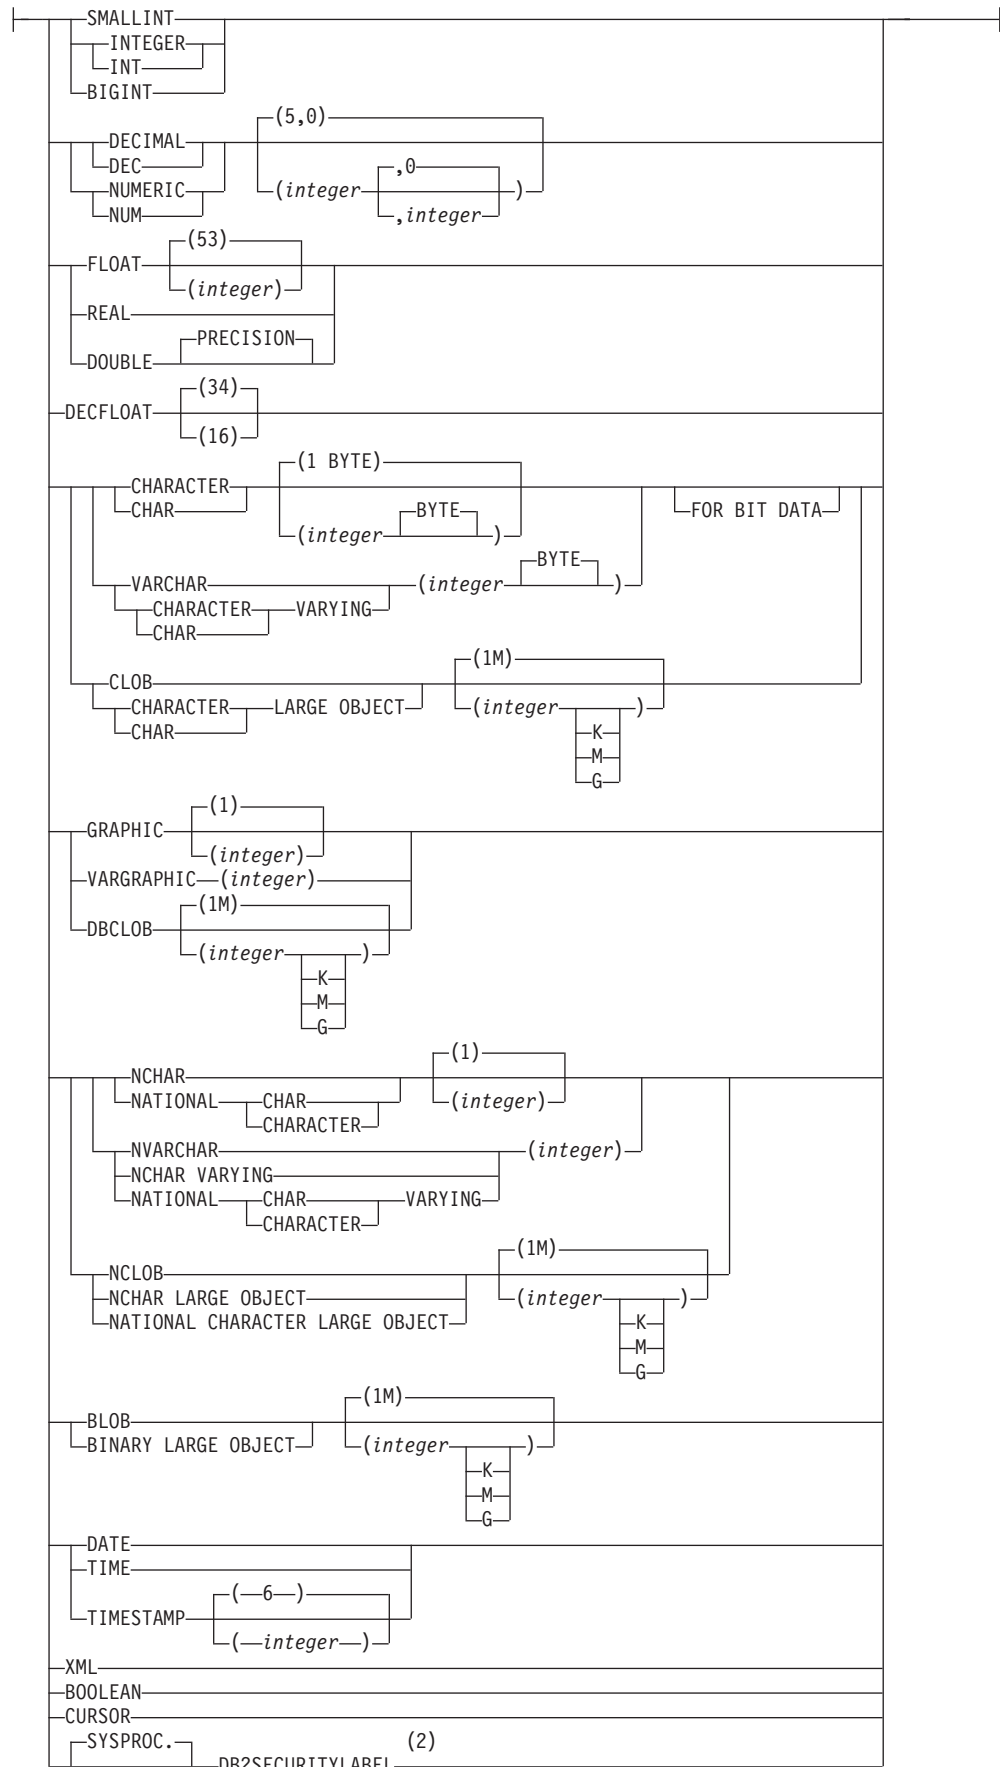 SMALLINT
INTEGER
INT
BIGINT
(5,0)
DECIMAL
DEC
,0
NUMERIC (integer )
NUM ,integer
(53)
FLOAT
(integer)
REAL
PRECISION
DOUBLE
(34)
DECFLOAT
(16)
(1 BYTE)
CHARACTER
CHAR BYTE FOR BIT DATA
(integer )
BYTE
VARCHAR (integer )
CHARACTER VARYING
CHAR
(1M)
CLOB
CHARACTER LARGE OBJECT (integer )
CHAR K
M
G
(1)
GRAPHIC
(integer)
VARGRAPHIC (integer)
(1M)
DBCLOB
(integer )
K
M
G
(1)
NCHAR
NATIONAL CHAR (integer)
CHARACTER
NVARCHAR (integer)
NCHAR VARYING
NATIONAL CHAR VARYING
CHARACTER
(1M)
NCLOB
NCHAR LARGE OBJECT (integer )
NATIONAL CHARACTER LARGE OBJECT K
M
G
(1M)
BLOB
BINARY LARGE OBJECT (integer )
K
M
G
DATE
TIME
( 6 )
TIMESTAMP
( integer )
XML
BOOLEAN
CURSOR
SYSPROC. (2)
DB2SECURITYLABEL